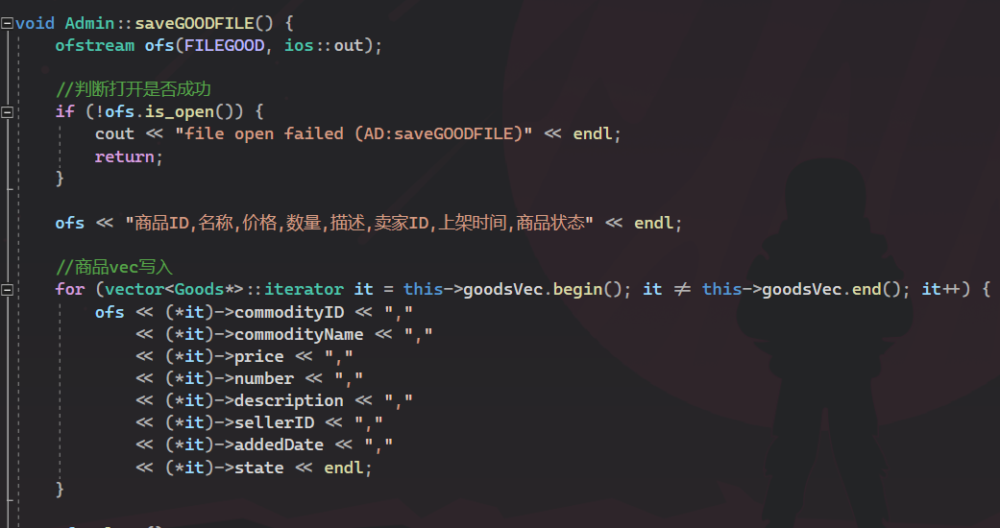 void Admin::saveGOODFILE() {
ofstream ofs(FILEGOOD, ios::out);
//判断打开是否成功
if (!ofs.is_open()) {
cout << "file open failed (AD:saveGOODFILE)" << endl;
return;
}
ofs << "商品ID,名称,价格,数量,描述,卖家ID,上架时间,商品状态" << endl;
//商品vec写入
for (vector<Goods*>::iterator it = this->goodsVec.begin(); it != this->goodsVec.end(); it++) {
ofs << (*it)->commodityID << ","
<< (*it)->commodityName << ","
<< (*it)->price << ","
<< (*it)->number << ","
<< (*it)->description << ","
<< (*it)->sellerID << ","
<< (*it)->addedDate << ","
<< (*it)->state << endl;
}